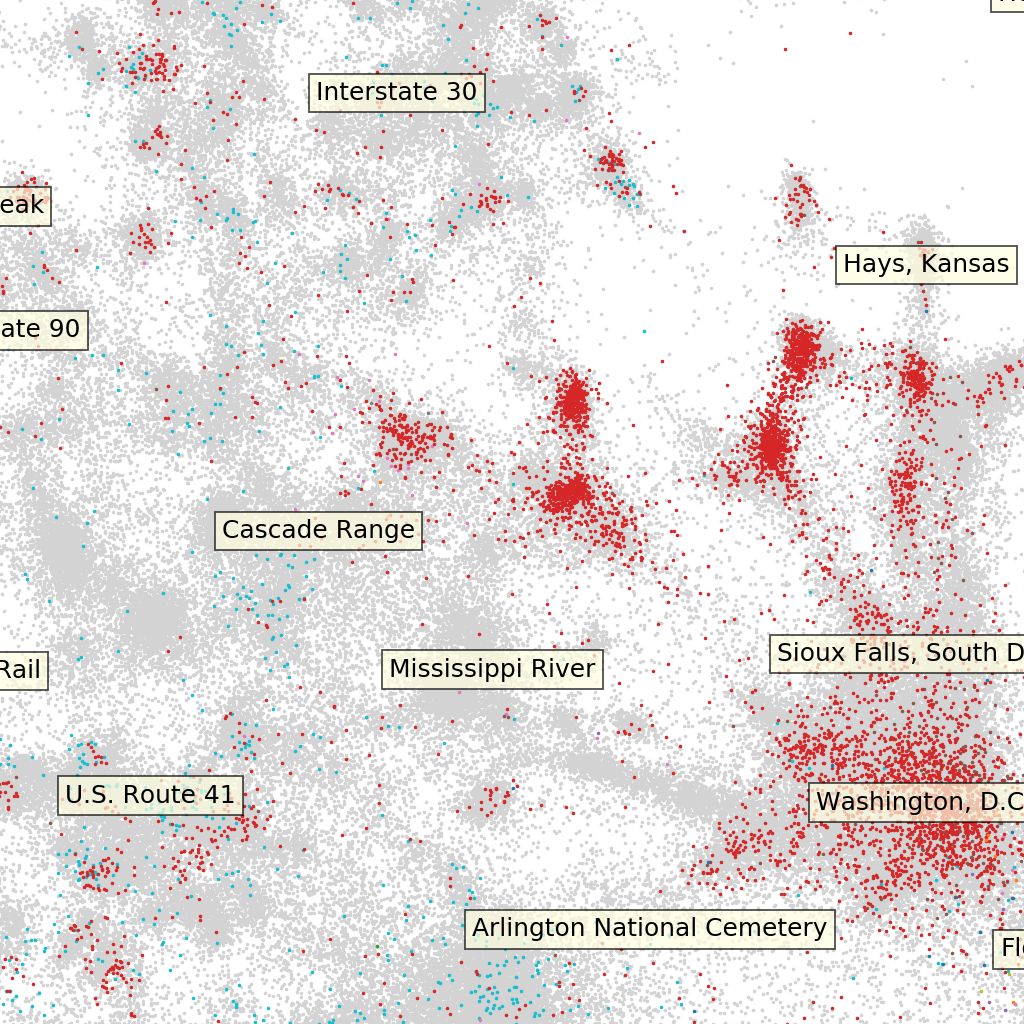 Interstate 30
eak
Hays, Kansas
ate 90
Cascade Range
Sioux Falls, South D
Mississippi River
Rail
U.S. Route 41
Washington, D.C
Arlington National Cemetery
Flo